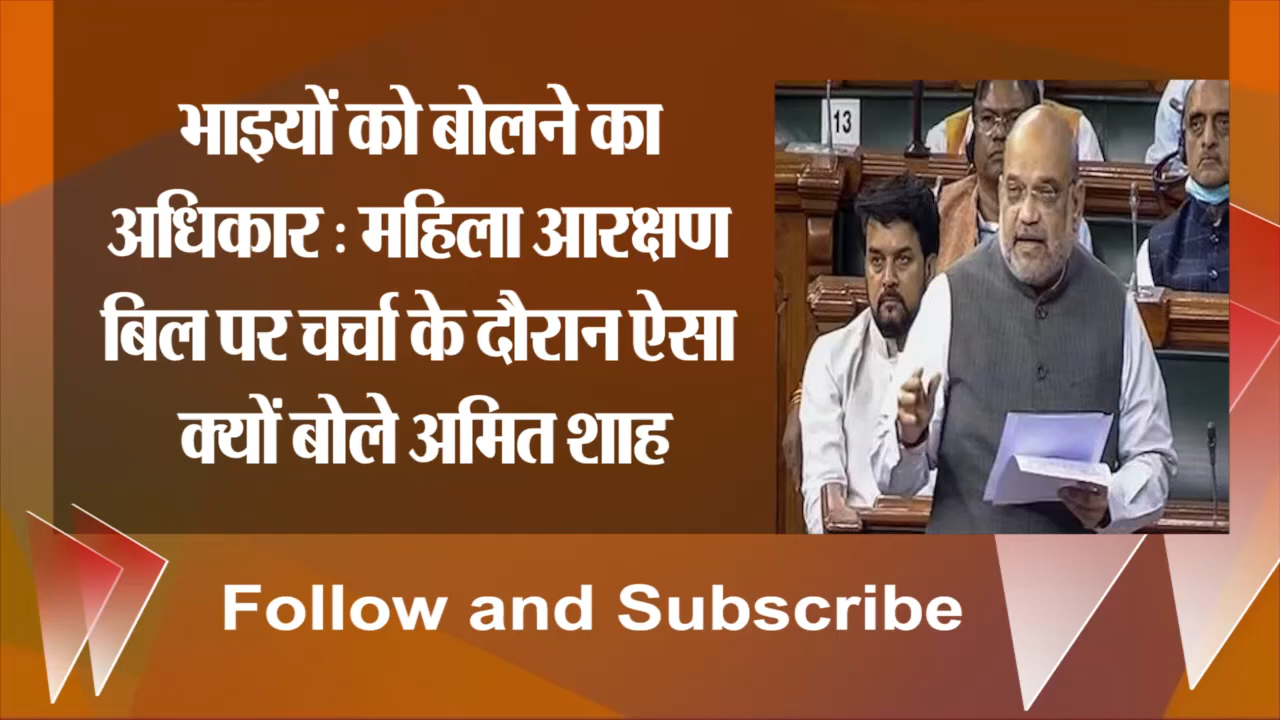 भाइयों को बोलने का
अधिकार : महिला आरक्षण
बिल पर चर्चा के दौरान ऐसा
क्यों बोले अमित शाह
13
Follow and Subscribe